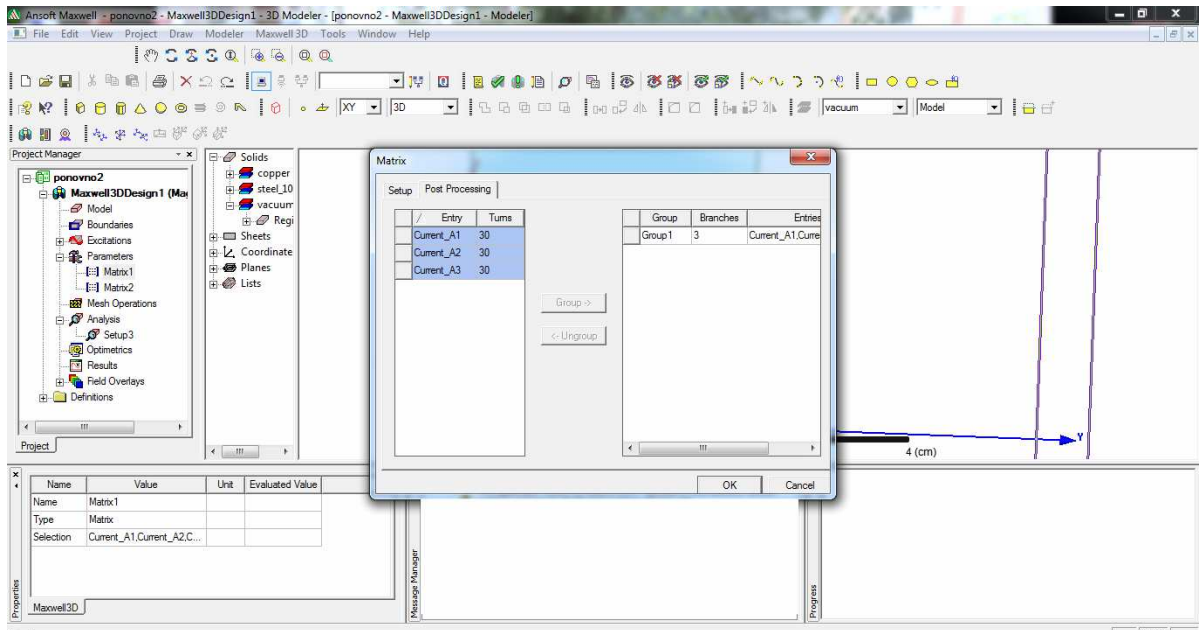 Ansoft Maxwell - ponovno2 - Maxwell3DDesign1 - 3D Modeler - [ponovno2 - Maxwell3DDesign1 - Modeler]
File Edit View Project Draw Modeler Maxwell 3D Tools Window Help
XY 3D vacuum Model
Project Manager
ponovno2
Maxwell3DDesign1 (Mag
Model
Boundaries
Excitations
Parameters
Matrix1
Matrix2
Mesh Operations
Analysis
Setup3
Optimetrics
Results
Field Overlays
Definitions
Project
Solids
copper
steel_10
vacuum
Regi
Sheets
Coordinate
Planes
Lists
Matrix
Setup Post Processing
/ Entry Turns
Current_A1 30
Current_A2 30
Current_A3 30
Group ->
<- Ungroup
Group Branches Entries
Group1 3 Current_A1,Curre
OK Cancel
Y
4 (cm)
Name Value Unit Evaluated Value
Name Matrix1
Type Matrix
Selection Current_A1,Current_A2,C...
Maxwell3D
Properties
Message Manager
Progress